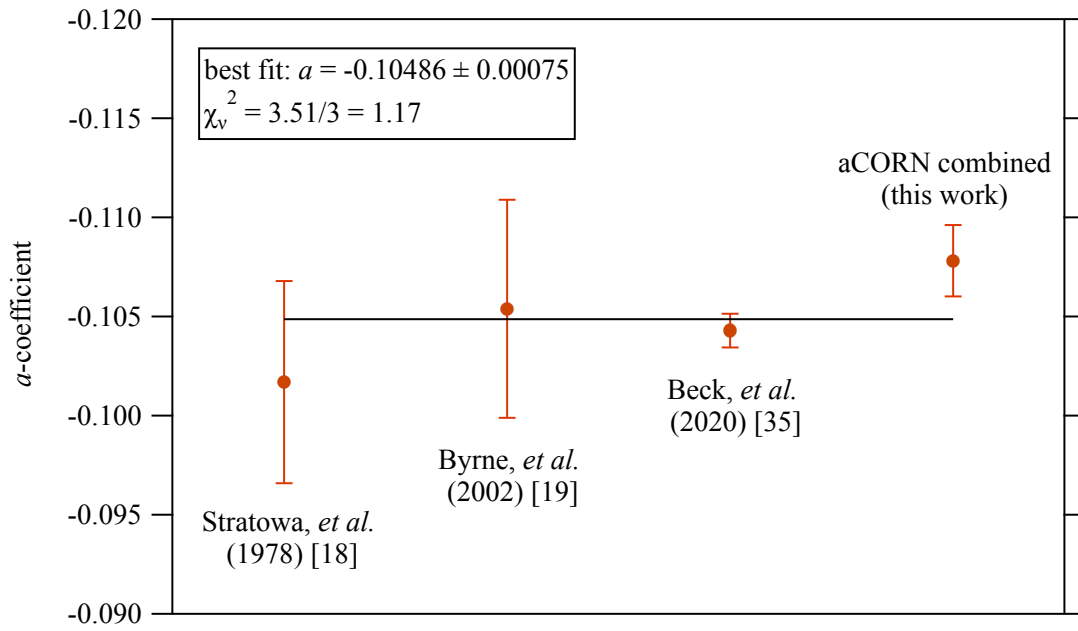 -0.120
-0.115
-0.110
-0.105
-0.100
-0.095
-0.090
a-coefficient
best fit: a = -0.10486 ± 0.00075
χν² = 3.51/3 = 1.17
aCORN combined
(this work)
Beck, et al.
(2020) [35]
Byrne, et al.
(2002) [19]
Stratowa, et al.
(1978) [18]